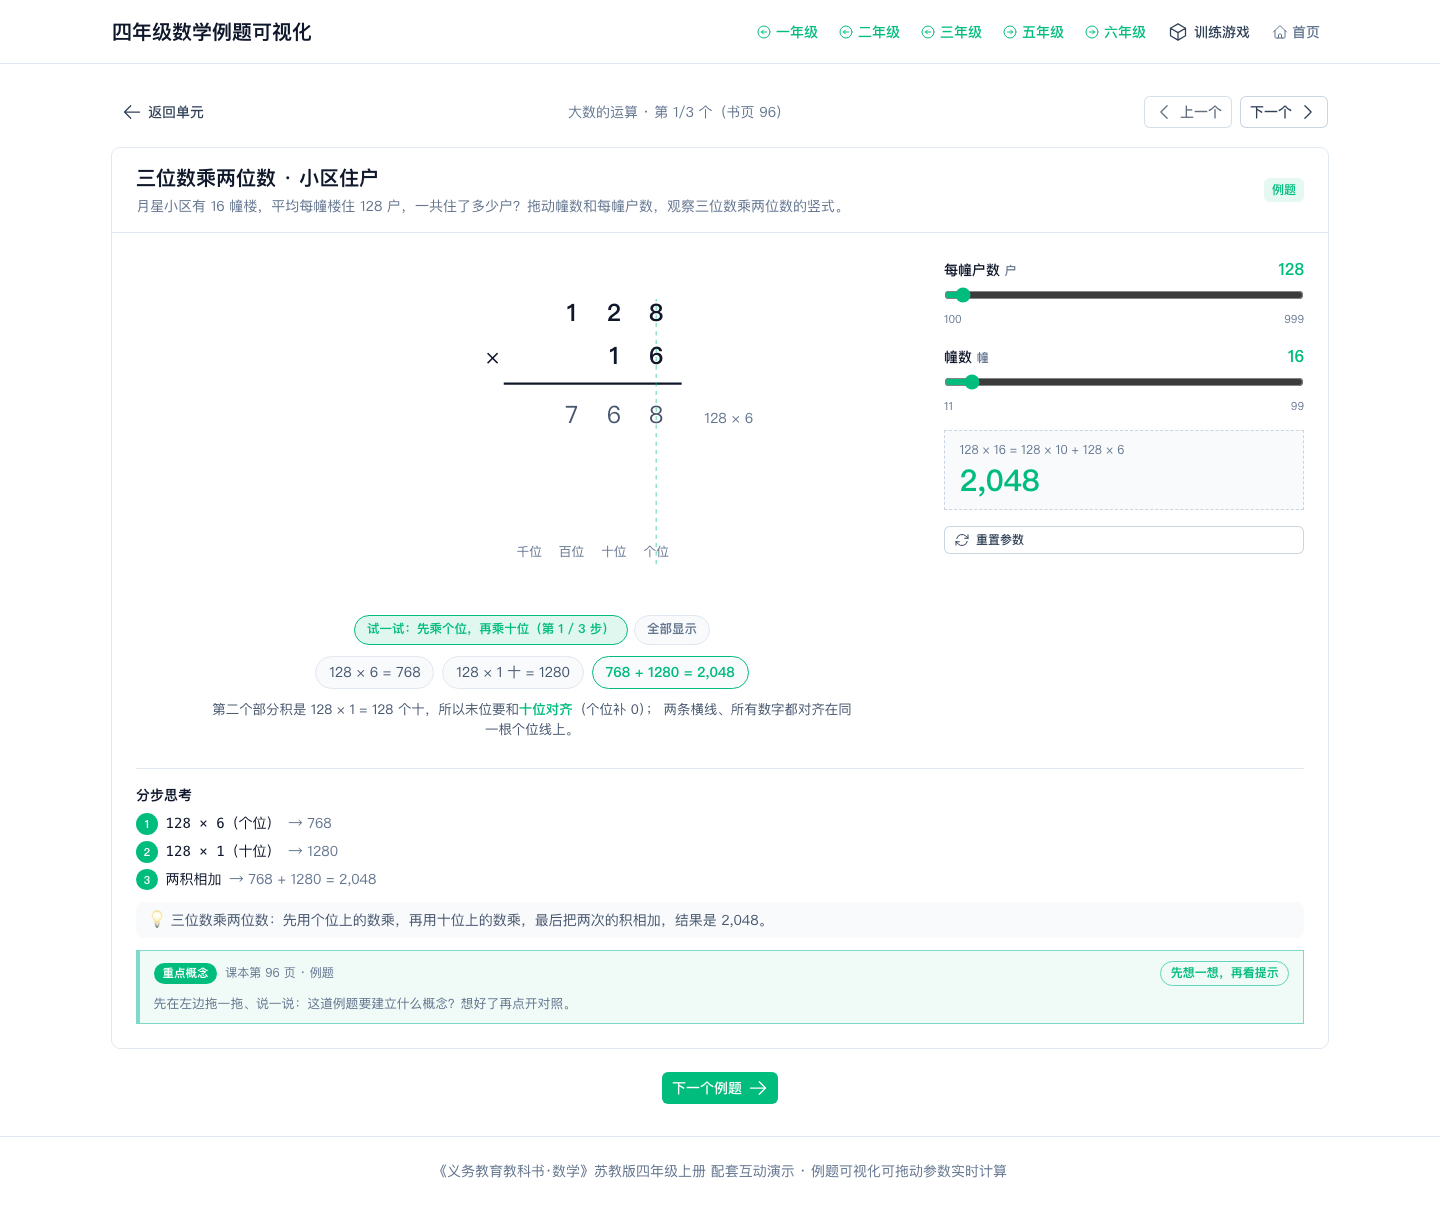 四年级数学例题可视化
一年级 二年级 三年级 五年级 六年级 训练游戏 首页
返回单元
大数的运算 · 第 1/3 个（书页 96）
上一个 下一个
三位数乘两位数 · 小区住户
月星小区有 16 幢楼，平均每幢楼住 128 户，一共住了多少户？拖动幢数和每幢户数，观察三位数乘两位数的竖式。
例题
1 2 8
× 1 6
7 6 8 128 × 6
千位 百位 十位 个位
每幢户数 户 128
100 999
幢数 幢 16
11 99
128 × 16 = 128 × 10 + 128 × 6
2,048
重置参数
试一试：先乘个位，再乘十位（第 1 / 3 步） 全部显示
128 × 6 = 768 128 × 1 十 = 1280 768 + 1280 = 2,048
第二个部分积是 128 × 1 = 128 个十，所以末位要和十位对齐（个位补 0）； 两条横线、所有数字都对齐在同
一根个位线上。
分步思考
1 128 × 6（个位） → 768
2 128 × 1（十位） → 1280
3 两积相加 → 768 + 1280 = 2,048
💡 三位数乘两位数：先用个位上的数乘，再用十位上的数乘，最后把两次的积相加，结果是 2,048。
重点概念 课本第 96 页 · 例题 先想一想，再看提示
先在左边拖一拖、说一说：这道例题要建立什么概念？想好了再点开对照。
下一个例题 →
《义务教育教科书·数学》苏教版四年级上册 配套互动演示 · 例题可视化可拖动参数实时计算